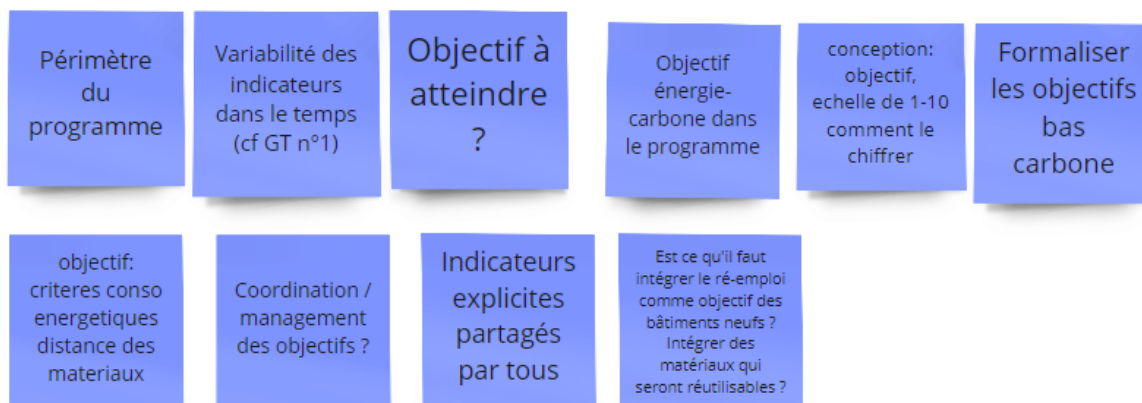 Périmètre
du
programme
Variabilité des
indicateurs
dans le temps
(cf GT n°1)
Objectif à
atteindre
?
Objectif
énergie-
carbone dans
le programme
conception:
objectif,
echelle de 1-10
comment le
chiffrer
Formaliser
les objectifs
bas
carbone
objectif:
criteres conso
energetiques
distance des
materiaux
Coordination /
management
des objectifs ?
Indicateurs
explicites
partagés
par tous
Est ce qu'il faut
intégrer le ré-emploi
comme objectif des
bâtiments neufs ?
Intégrer des
matériaux qui
seront réutilisables ?